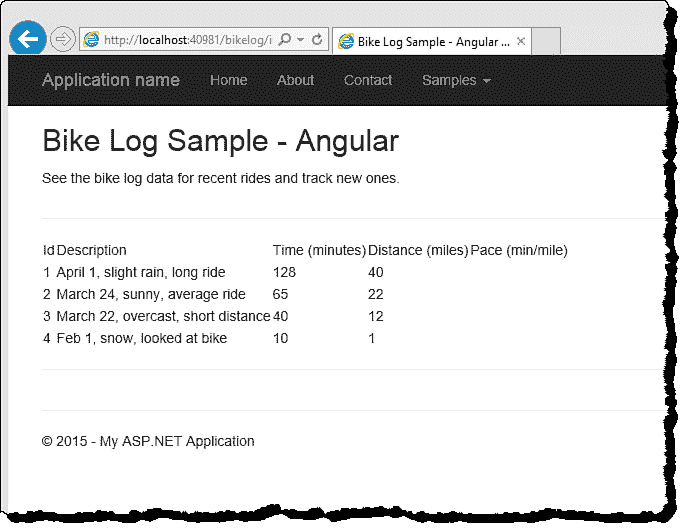 http://localhost:40981/bikelog/i
Bike Log Sample - Angular ...
Application name Home About Contact Samples
Bike Log Sample - Angular
See the bike log data for recent rides and track new ones.
Id Description Time (minutes) Distance (miles) Pace (min/mile)
1 April 1, slight rain, long ride 128 40
2 March 24, sunny, average ride 65 22
3 March 22, overcast, short distance 40 12
4 Feb 1, snow, looked at bike 10 1
© 2015 - My ASP.NET Application